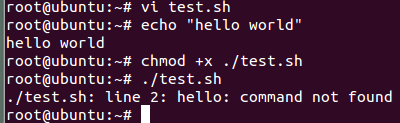 root@ubuntu:~# vi test.sh
root@ubuntu:~# echo "hello world"
hello world
root@ubuntu:~# chmod +x ./test.sh
root@ubuntu:~# ./test.sh
./test.sh: line 2: hello: command not found
root@ubuntu:~#